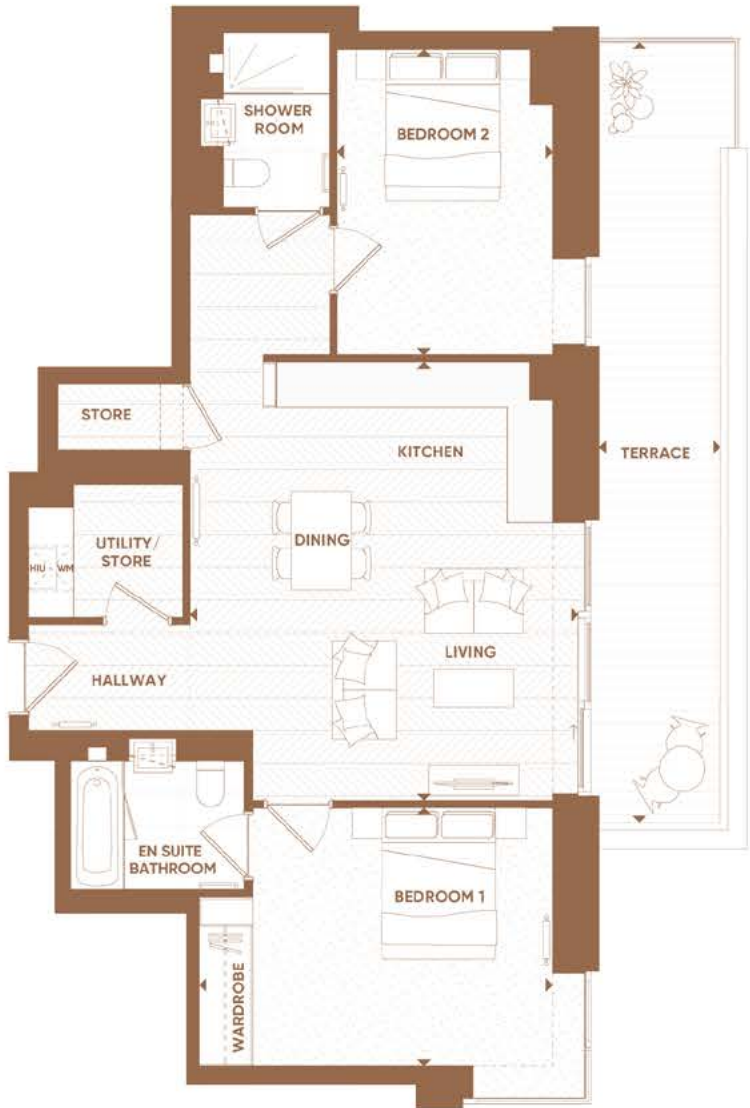 SHOWER
ROOM
BEDROOM 2
STORE
KITCHEN
TERRACE
UTILITY/
STORE
DINING
HIU
WM
LIVING
HALLWAY
EN SUITE
BATHROOM
BEDROOM 1
WARDROBE